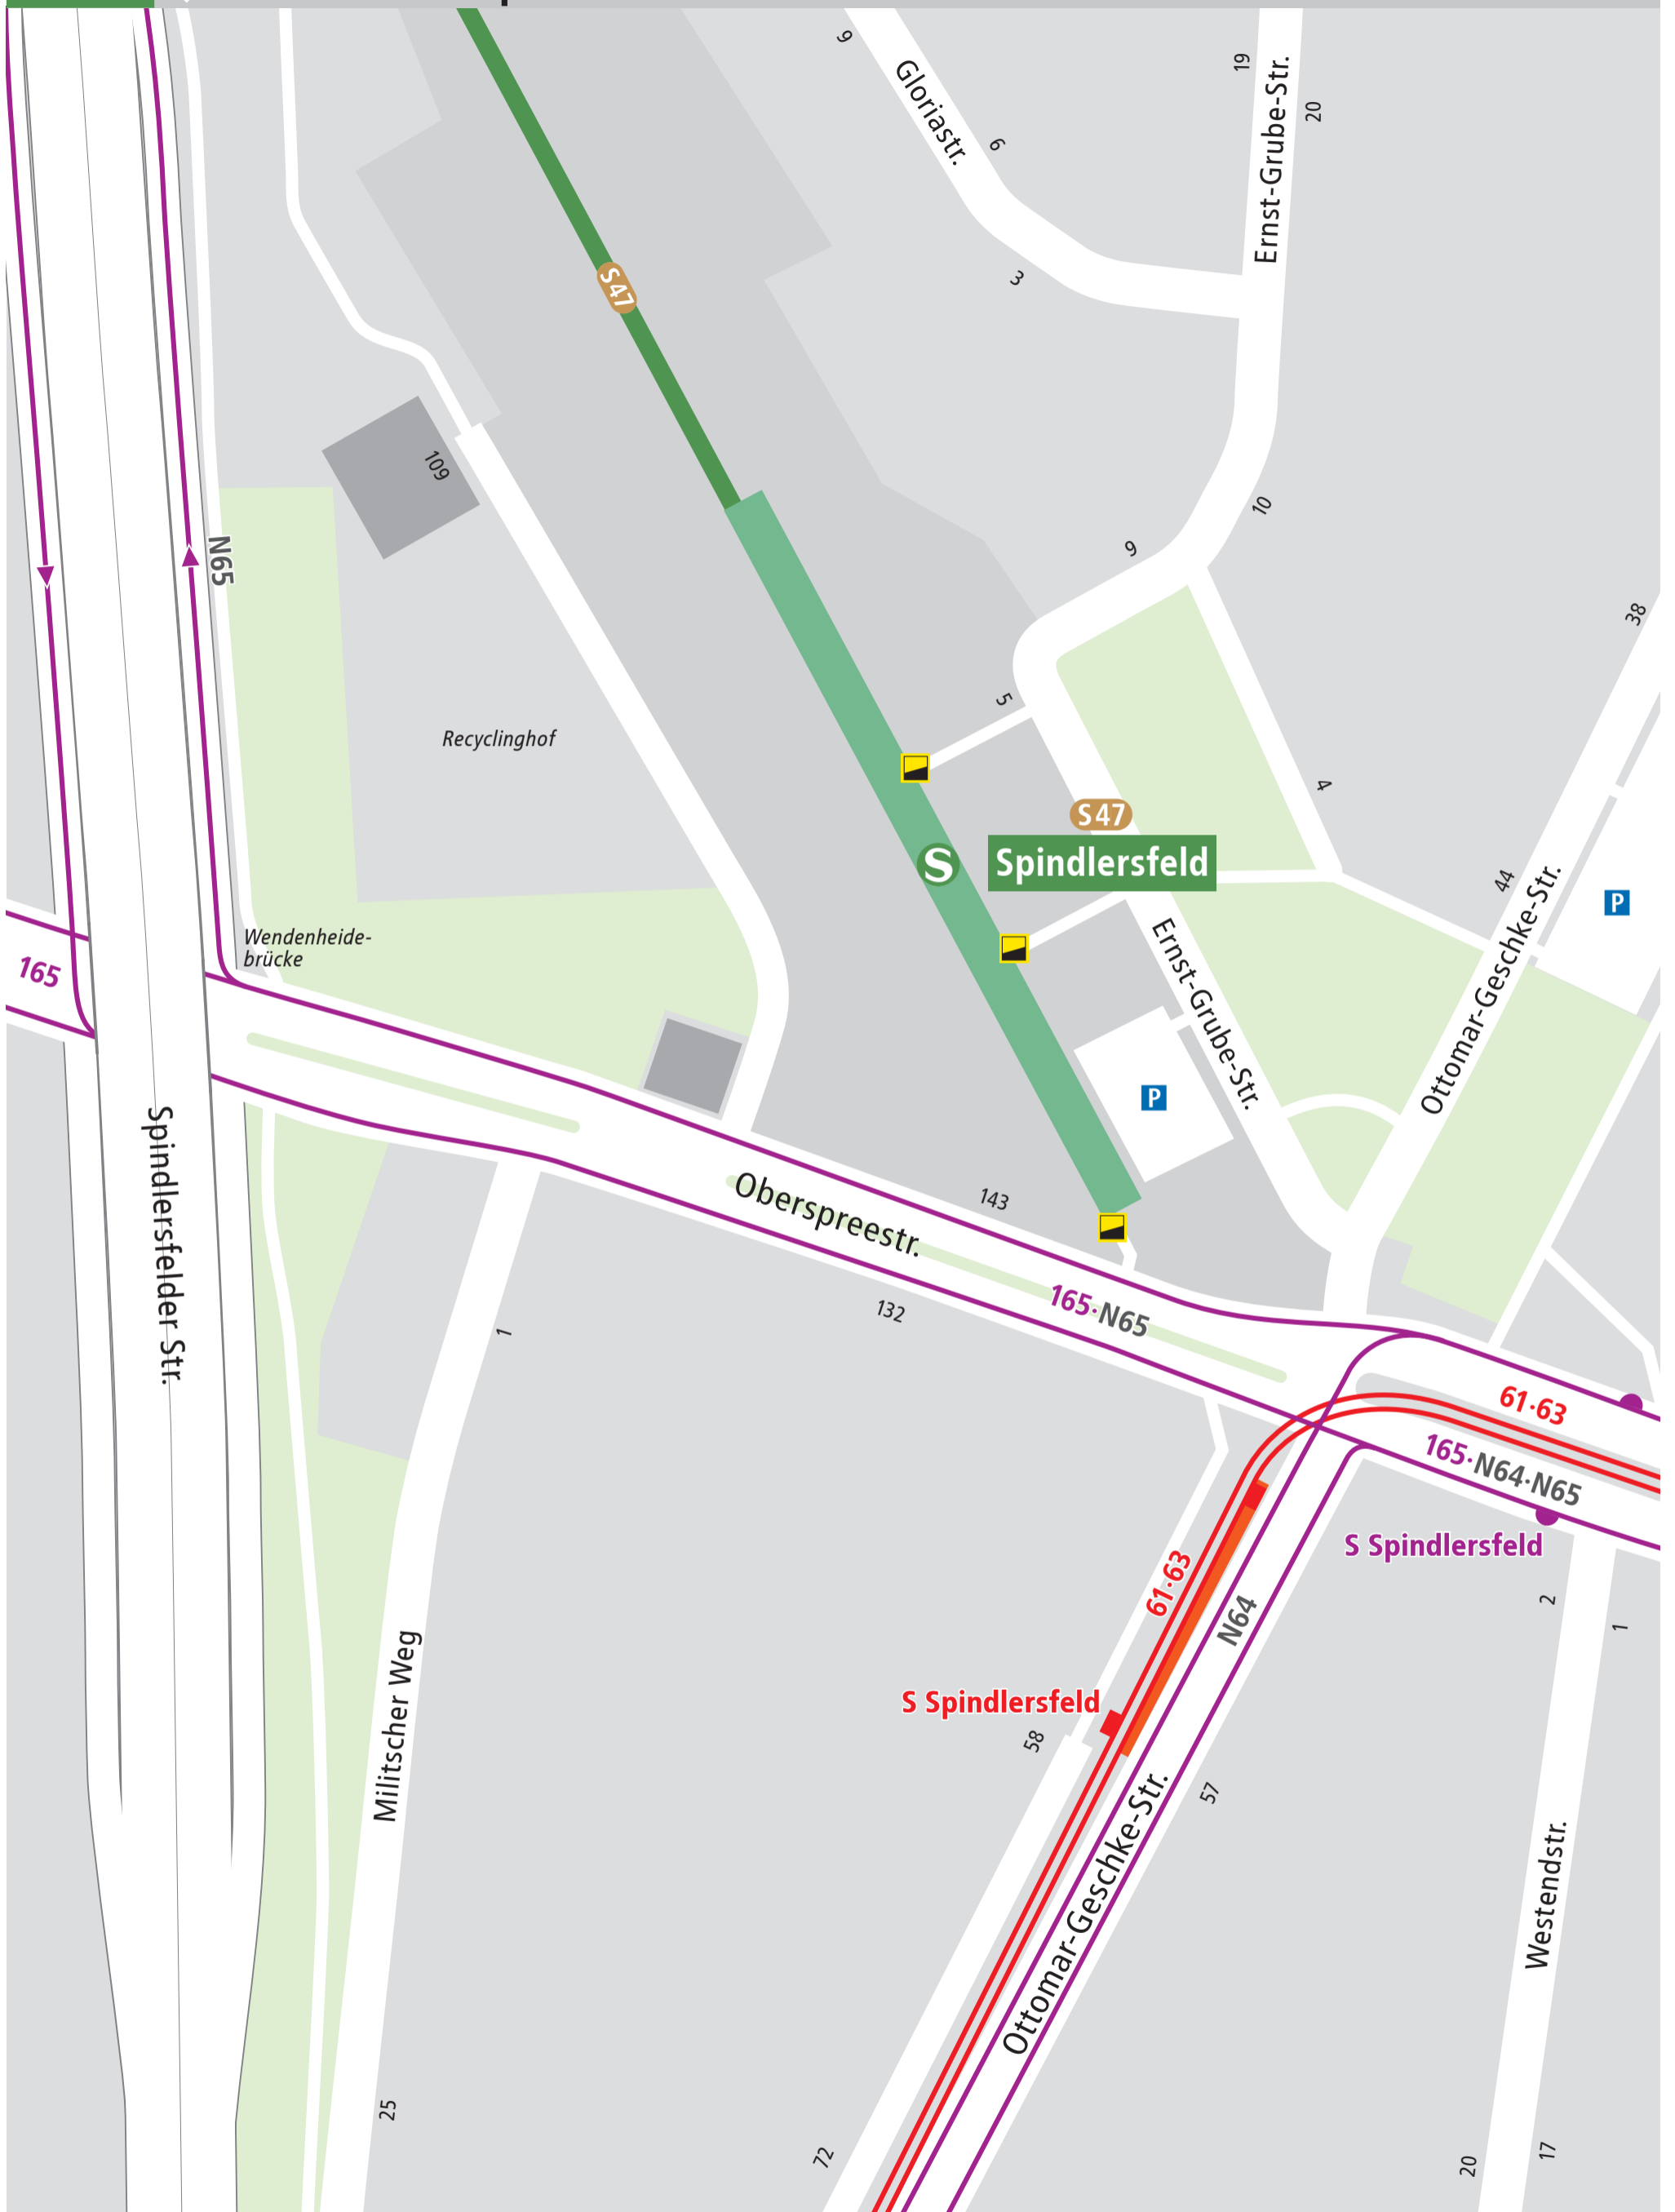 9
Gloriastr.
6
3
19
Ernst-Grube-Str.
20
S47
109
N65
10
9
38
5
Recyclinghof
4
S47
S
Spindlersfeld
44
P
Ottomar-Geschke-Str.
Wendenheide-
brücke
165
Ernst-Grube-Str.
P
Spindlersfelder Str.
143
Oberspreestr.
165·N65
132
1
61·63
165·N64·N65
S Spindlersfeld
61·63
N64
2
1
Militscher Weg
S Spindlersfeld
58
57
Ottomar-Geschke-Str.
Westendstr.
25
72
20
17